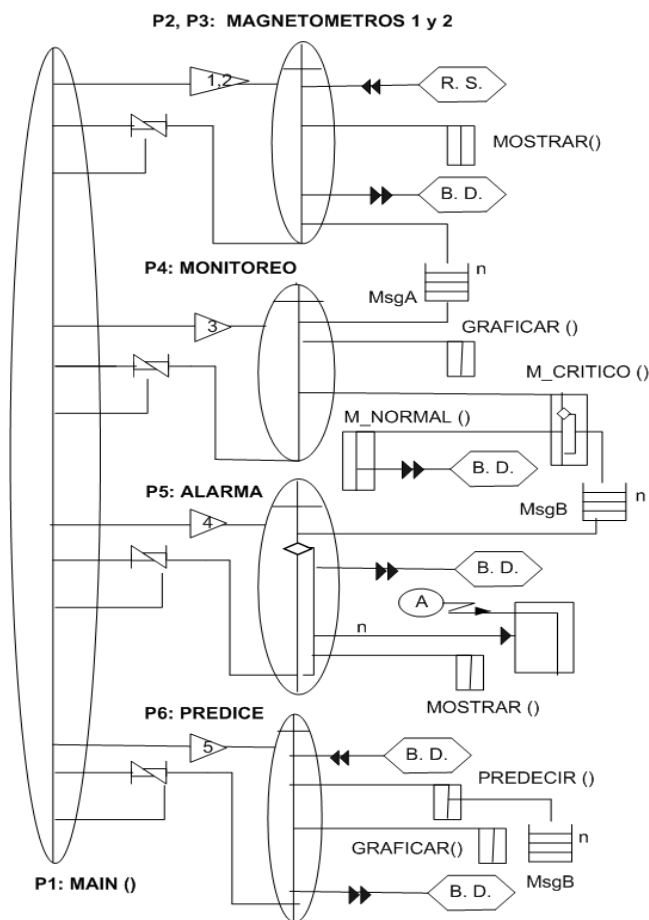 P2, P3: MAGNETOMETROS 1 y 2
1,2
R. S.
MOSTRAR()
B. D.
n
MsgA
P4: MONITOREO
3
GRAFICAR ()
M_CRITICO ()
M_NORMAL ()
B. D.
n
MsgB
P5: ALARMA
4
B. D.
A
n
MOSTRAR ()
P6: PREDICE
5
B. D.
PREDECIR ()
n
GRAFICAR()
MsgB
B. D.
P1: MAIN ()